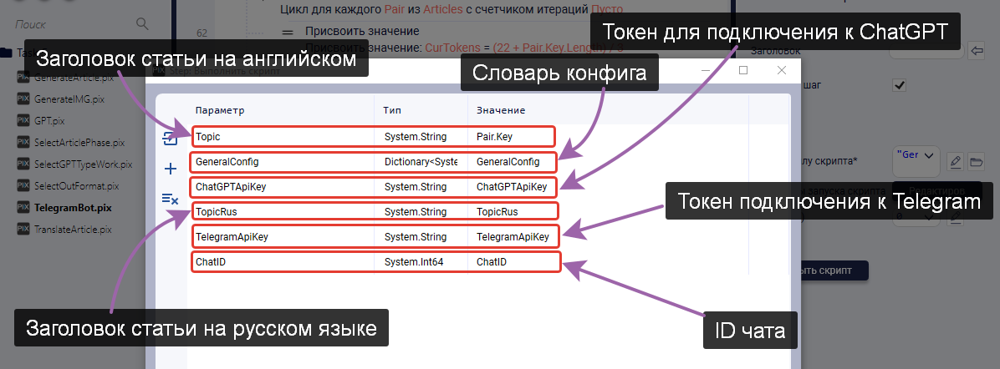 Цикл для каждого Pair из Articles с счетчиком итераций Пусто
Поиск
62
Присвоить значение
Присвоить значение: CurTokens = (22 + Pair.Key.Length) / 3
Токен для подключения к ChatGPT
Заголовок статьи на английском
Заголовок
Step: Выполнить скрипт
Словарь конфига
GenerateArticle.pix
GenerateIMG.pix
GPT.pix
SelectArticlePhase.pix
SelectGPTTypeWork.pix
SelectOutFormat.pix
TelegramBot.pix
TranslateArticle.pix
шаг
Параметр Тип Значение
Topic System.String Pair.Key
GeneralConfig Dictionary<Syste GeneralConfig
ChatGPTApiKey System.String ChatGPTApiKey
TopicRus System.String TopicRus
TelegramApiKey System.String TelegramApiKey
ChatID System.Int64 ChatID
лу скрипта*
"Ger
запуска скрипта
Токен подключения к Telegram
ыть скрипт
Заголовок статьи на русском языке
ID чата